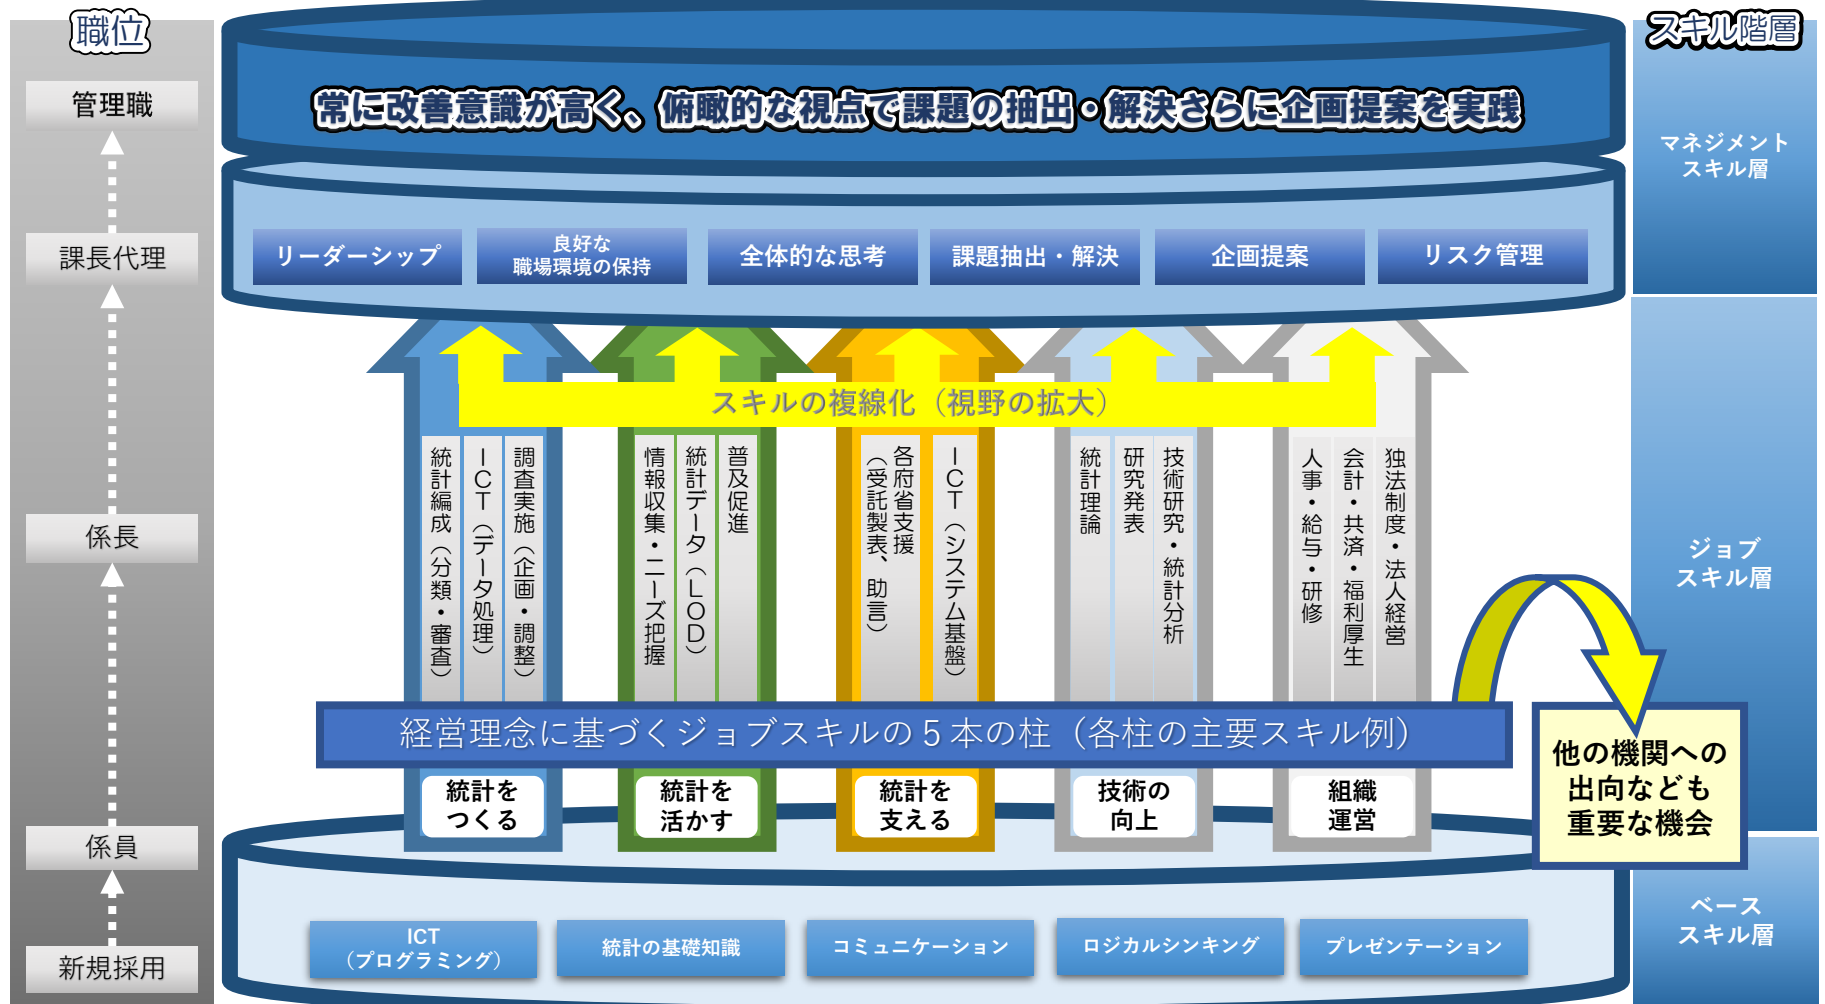 職位
管理職
課長代理
係長
係員
新規採用
常に改善意識が高く、俯瞰的な視点で課題の抽出・解決さらに企画提案を実践
リーダーシップ
良好な
職場環境の保持
全体的な思考
課題抽出・解決
企画提案
リスク管理
スキルの複線化（視野の拡大）
統計編成（分類・審査）
ICT（データ処理）
調査実施（企画・調整）
情報収集・ニーズ把握
統計データ（LOD）
普及促進
各府省支援
（受託製表、助言）
ICT（システム基盤）
統計理論
研究発表
技術研究・統計分析
人事・給与・研修
会計・共済・福利厚生
独法制度・法人経営
経営理念に基づくジョブスキルの５本の柱（各柱の主要スキル例）
統計を
つくる
統計を
活かす
統計を
支える
技術の
向上
組織
運営
他の機関への
出向なども
重要な機会
ICT
（プログラミング）
統計の基礎知識
コミュニケーション
ロジカルシンキング
プレゼンテーション
スキル階層
マネジメント
スキル層
ジョブ
スキル層
ベース
スキル層